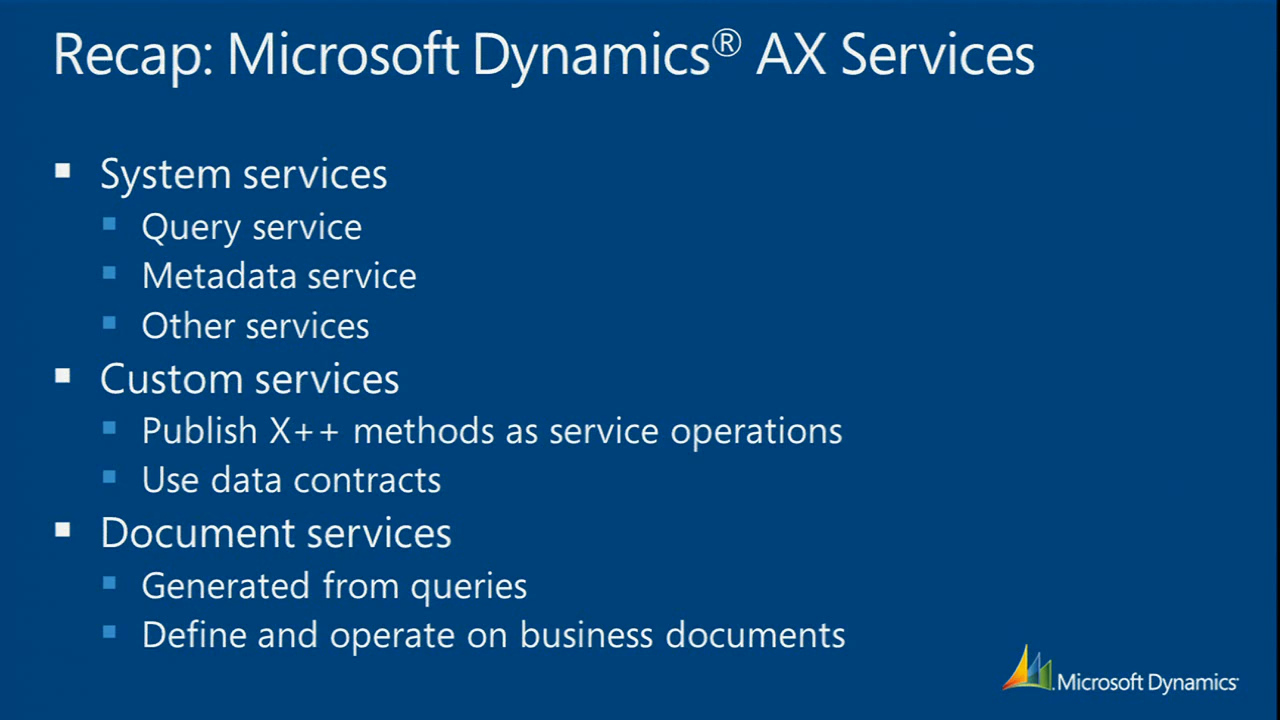 Recap: Microsoft Dynamics® AX Services
System services
Query service
Metadata service
Other services
Custom services
Publish X++ methods as service operations
Use data contracts
Document services
Generated from queries
Define and operate on business documents
Microsoft Dynamics